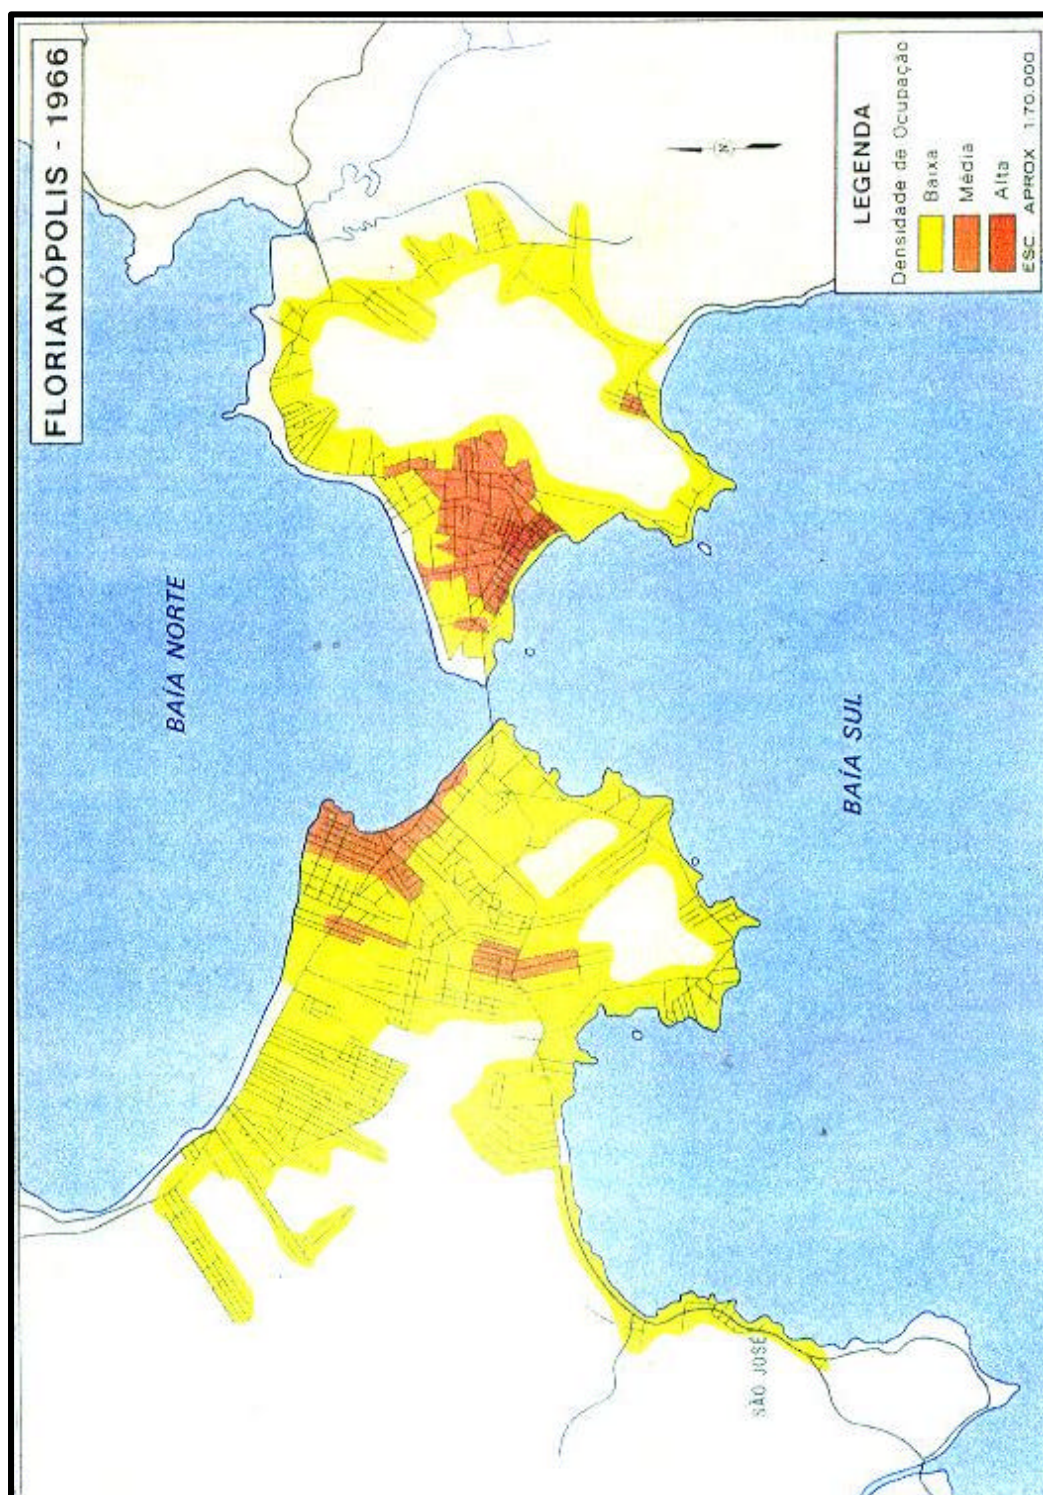 FLORIANÓPOLIS - 1966
BAÍA NORTE
BAÍA SUL
SÃO JOSÉ
N
LEGENDA
Densidade de Ocupação
Baixa
Média
Alta
ESC. APROX 1:70.000